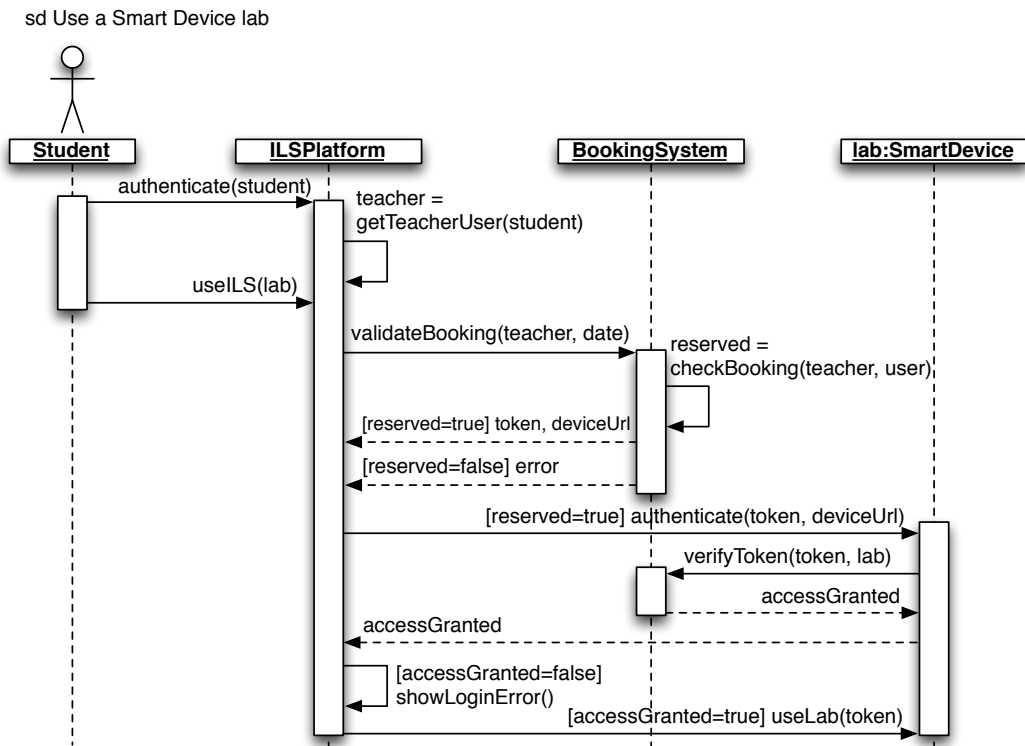 sd Use a Smart Device lab
Student
ILSPlatform
BookingSystem
lab:SmartDevice
authenticate(student)
teacher =
getTeacherUser(student)
useILS(lab)
validateBooking(teacher, date)
reserved =
checkBooking(teacher, user)
[reserved=true] token, deviceUrl
[reserved=false] error
[reserved=true] authenticate(token, deviceUrl)
verifyToken(token, lab)
accessGranted
accessGranted
[accessGranted=false]
showLoginError()
[accessGranted=true] useLab(token)